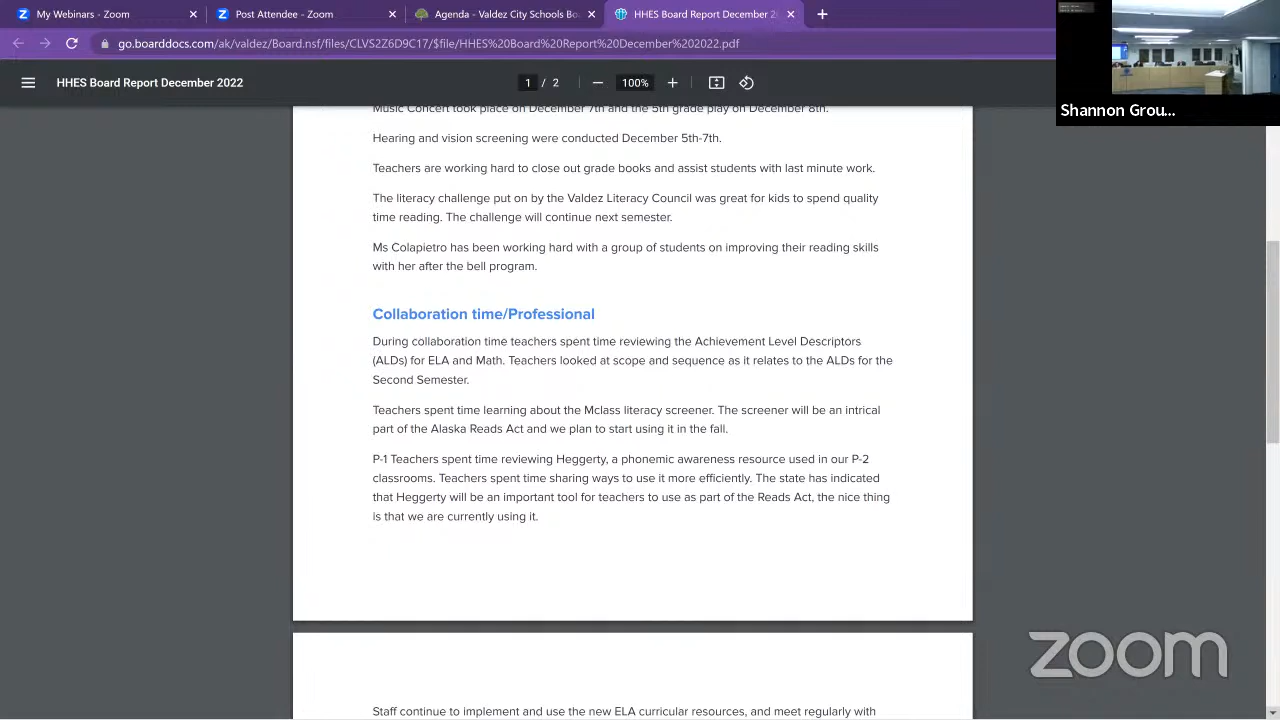 My Webinars - Zoom
Post Attendee - Zoom
Agenda - Valdez City Schools Bo
ES Board Report December 2
go.boarddocs.com/ak/valdez/Board.nsf/files/CLVS2Z6D9C17/$file/HHES%20Board%20Report%20December%202022.pdf
HHES Board Report December 2022
1 / 2
100%
Shannon Grou...
Music Concert took place on December 7th and the 5th grade play on December 8th.
Hearing and vision screening were conducted December 5th-7th.
Teachers are working hard to close out grade books and assist students with last minute work.
The literacy challenge put on by the Valdez Literacy Council was great for kids to spend quality
time reading. The challenge will continue next semester.
Ms Colapietro has been working hard with a group of students on improving their reading skills
with her after the bell program.
Collaboration time/Professional
During collaboration time teachers spent time reviewing the Achievement Level Descriptors
(ALDs) for ELA and Math. Teachers looked at scope and sequence as it relates to the ALDs for the
Second Semester.
Teachers spent time learning about the Mclass literacy screener. The screener will be an intrical
part of the Alaska Reads Act and we plan to start using it in the fall.
P-1 Teachers spent time reviewing Heggerty, a phonemic awareness resource used in our P-2
classrooms. Teachers spent time sharing ways to use it more efficiently. The state has indicated
that Heggerty will be an important tool for teachers to use as part of the Reads Act, the nice thing
is that we are currently using it.
zoom
Staff continue to implement and use the new ELA curricular resources, and meet regularly with